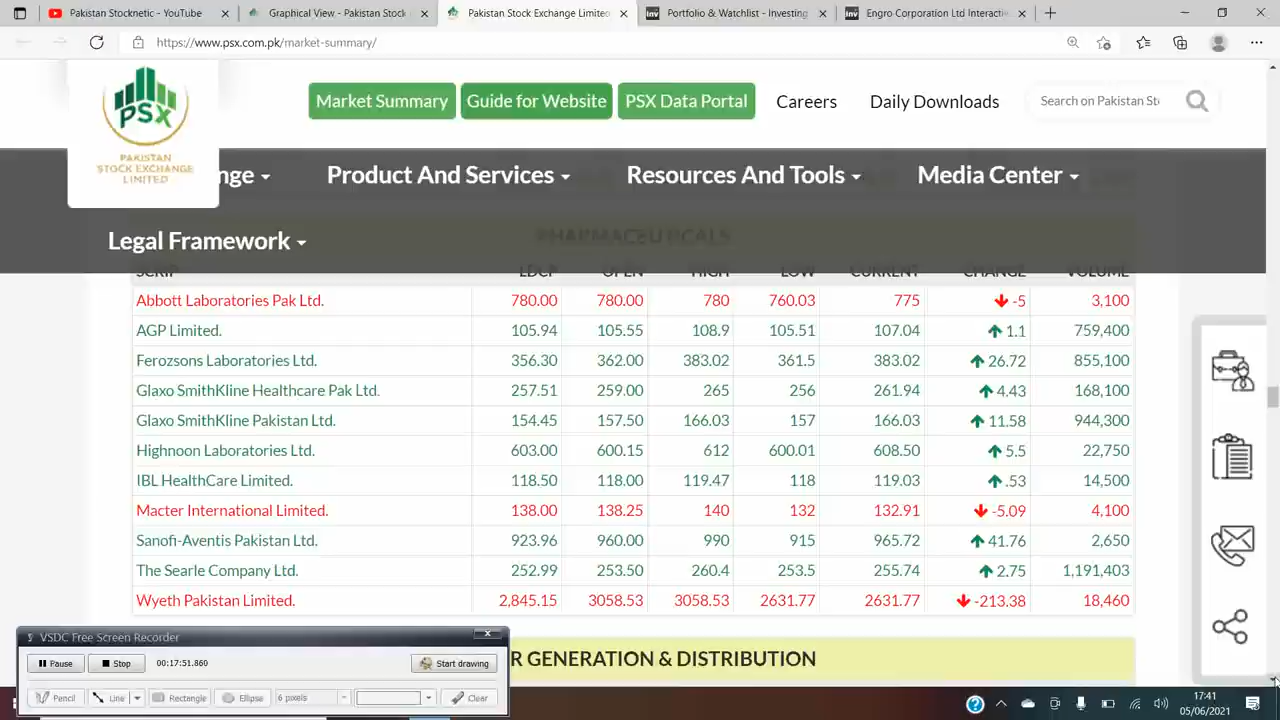 Pakistan Stocknetic - YouTube
Graphical View - Pakistan Stock
Pakistan Stock Exchange Limited
Portfolio & Watchlist - Investing
Engro Corporation Ltd Interactiv
https://www.psx.com.pk/market-summary/
PSX
PAKISTAN
STOCK EXCHANGE
LIMITED
Market Summary
Guide for Website
PSX Data Portal
Careers
Daily Downloads
Search on Pakistan Sto
nge
Product And Services
Resources And Tools
Media Center
Legal Framework
PHARMACEUTICALS
SCRIP LDCP OPEN HIGH LOW CURRENT CHANGE VOLUME
Abbott Laboratories Pak Ltd. 780.00 780.00 780 760.03 775 -5 3,100
AGP Limited. 105.94 105.55 108.9 105.51 107.04 1.1 759,400
Ferozsons Laboratories Ltd. 356.30 362.00 383.02 361.5 383.02 26.72 855,100
Glaxo SmithKline Healthcare Pak Ltd. 257.51 259.00 265 256 261.94 4.43 168,100
Glaxo SmithKline Pakistan Ltd. 154.45 157.50 166.03 157 166.03 11.58 944,300
Highnoon Laboratories Ltd. 603.00 600.15 612 600.01 608.50 5.5 22,750
IBL HealthCare Limited. 118.50 118.00 119.47 118 119.03 .53 14,500
Macter International Limited. 138.00 138.25 140 132 132.91 -5.09 4,100
Sanofi-Aventis Pakistan Ltd. 923.96 960.00 990 915 965.72 41.76 2,650
The Searle Company Ltd. 252.99 253.50 260.4 253.5 255.74 2.75 1,191,403
Wyeth Pakistan Limited. 2,845.15 3058.53 3058.53 2631.77 2631.77 -213.38 18,460
R GENERATION & DISTRIBUTION
VSDC Free Screen Recorder
Pause Stop 00:17:51.860 Start drawing
Pencil Line Rectangle Ellipse 6 pixels Clear
17:41
05/06/2021